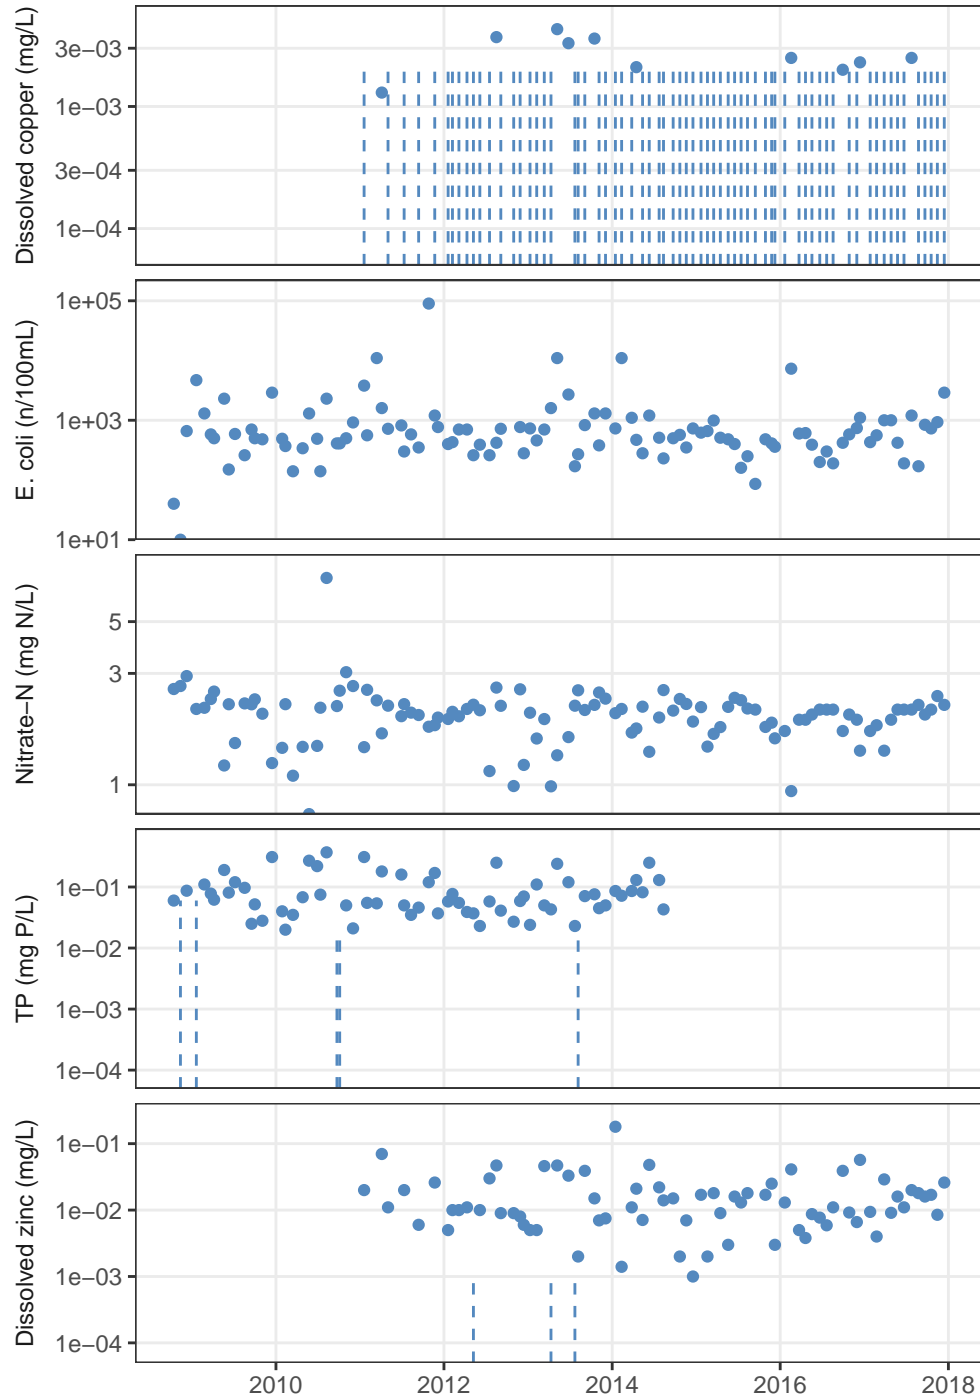 Dissolved copper (mg/L)
3e−03
1e−03
3e−04
1e−04
E. coli (n/100mL)
1e+05
1e+03
1e+01
Nitrate−N (mg N/L)
5
3
1
TP (mg P/L)
1e−01
1e−02
1e−03
1e−04
Dissolved zinc (mg/L)
1e−01
1e−02
1e−03
1e−04
2010 2012 2014 2016 2018